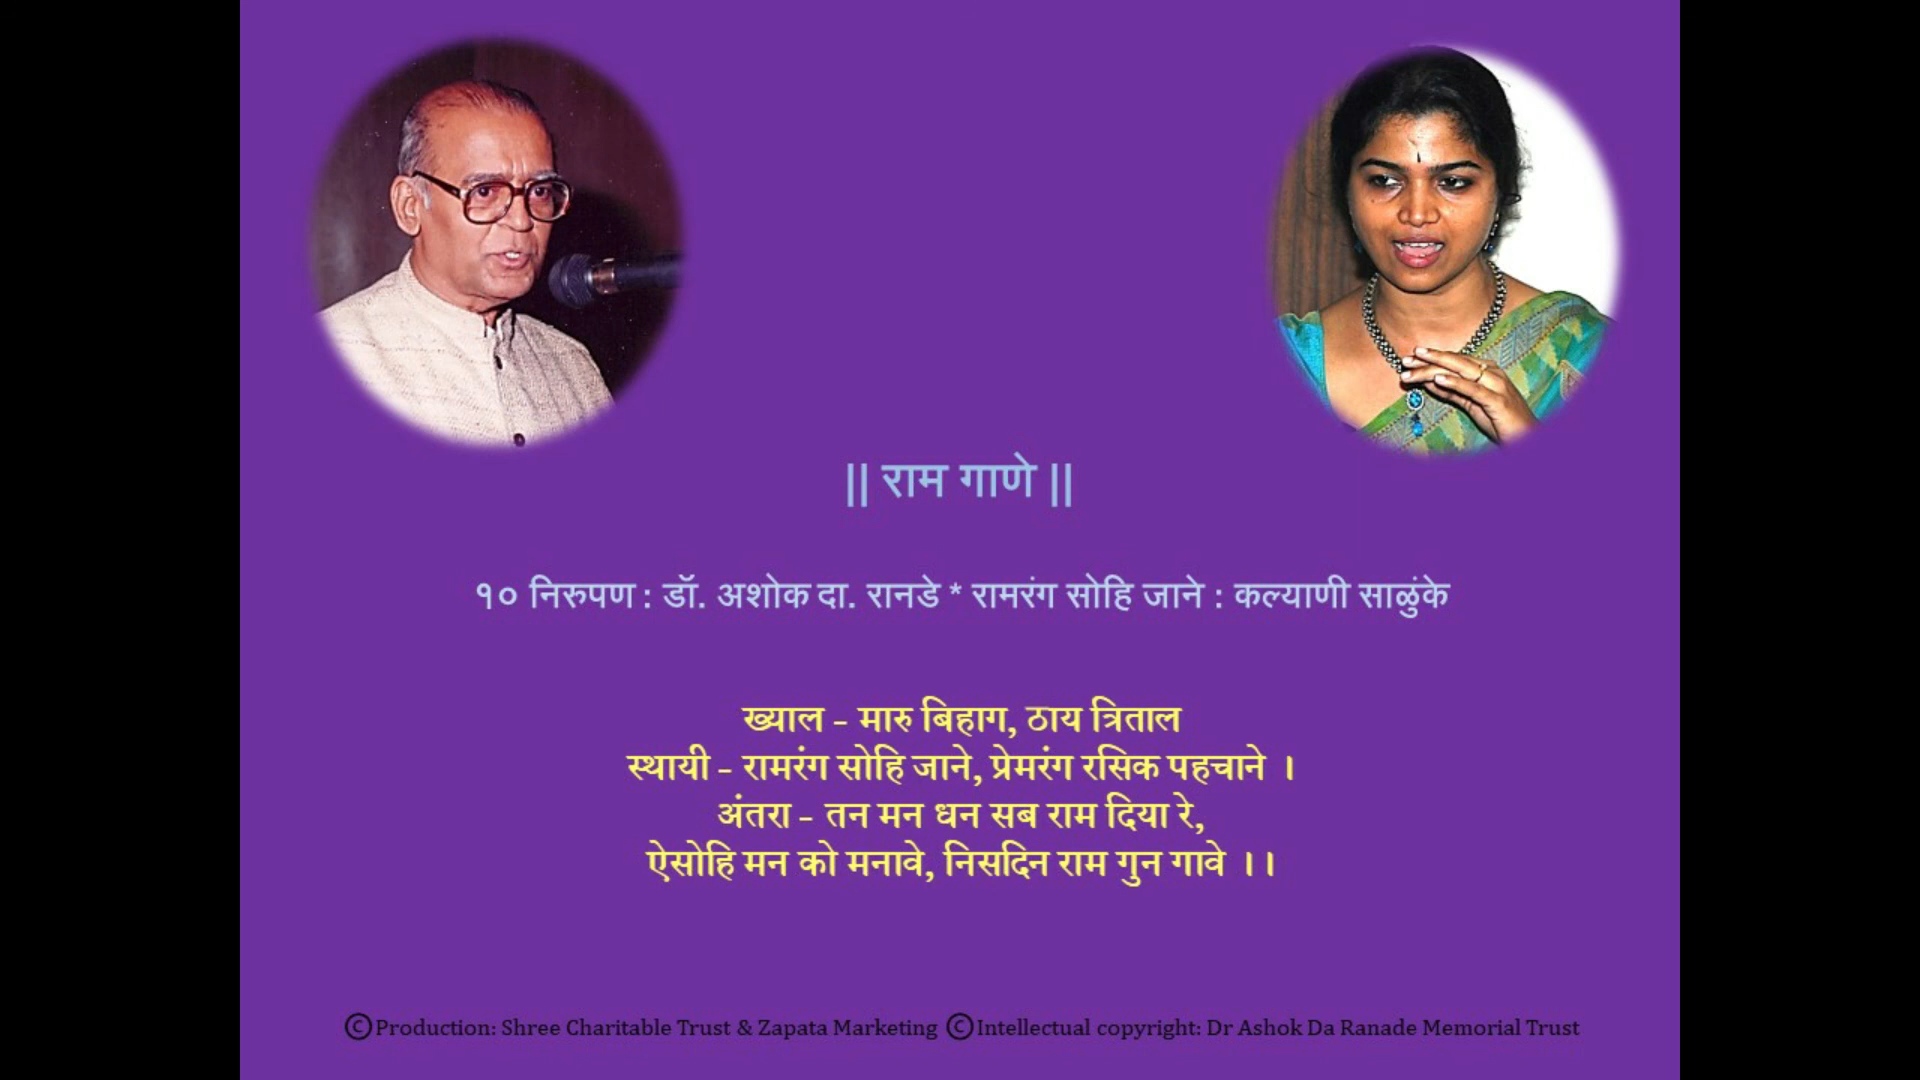 || राम गाणे ||
१० निरुपण : डॉ. अशोक दा. रानडे * रामरंग सोहि जाने : कल्याणी साळुंके
ख्याल - मारु बिहाग, ठाय त्रिताल
स्थायी - रामरंग सोहि जाने, प्रेमरंग रसिक पहचाने ।
अंतरा - तन मन धन सब राम दिया रे,
ऐसोहि मन को मनावे, निसदिन राम गुन गावे ।।
©Production: Shree Charitable Trust & Zapata Marketing ©Intellectual copyright: Dr Ashok Da Ranade Memorial Trust